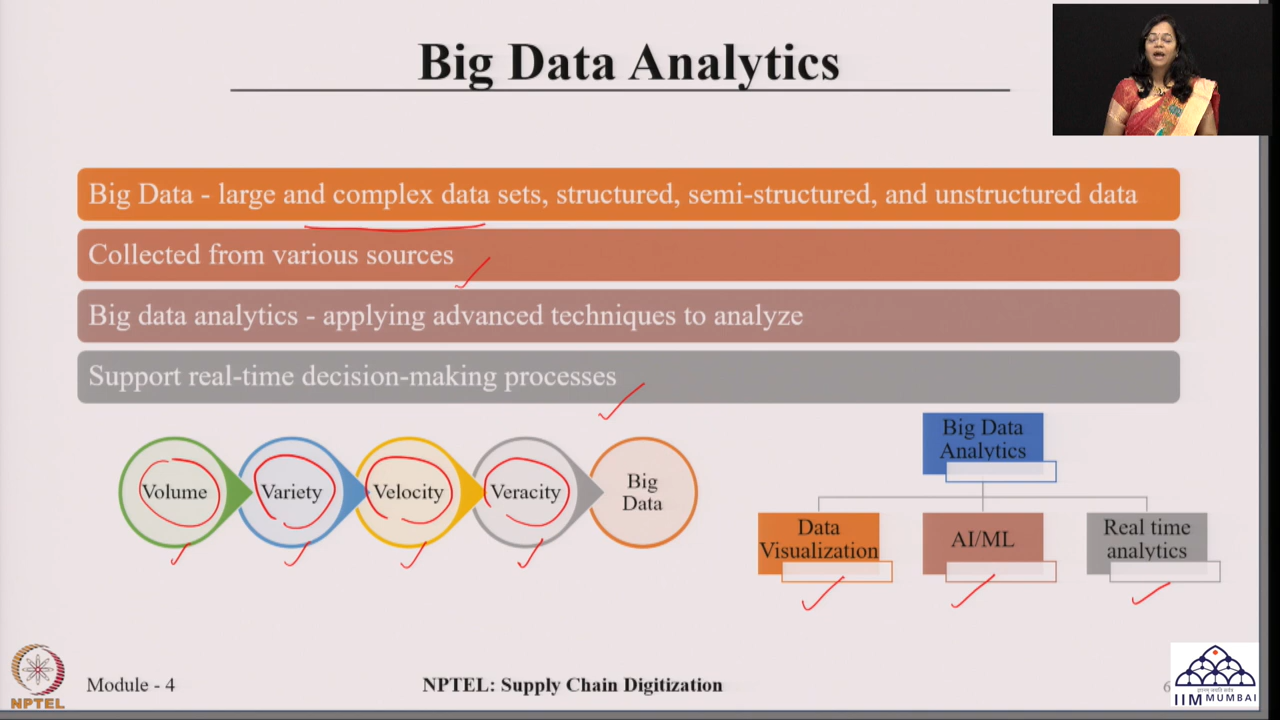 Big Data Analytics
Big Data - large and complex data sets, structured, semi-structured, and unstructured data
Collected from various sources
Big data analytics - applying advanced techniques to analyze
Support real-time decision-making processes
Volume
Variety
Velocity
Veracity
Big
Data
Big Data
Analytics
Data
Visualization
AI/ML
Real time
analytics
NPTEL
Module - 4
NPTEL: Supply Chain Digitization
6
IIM MUMBAI